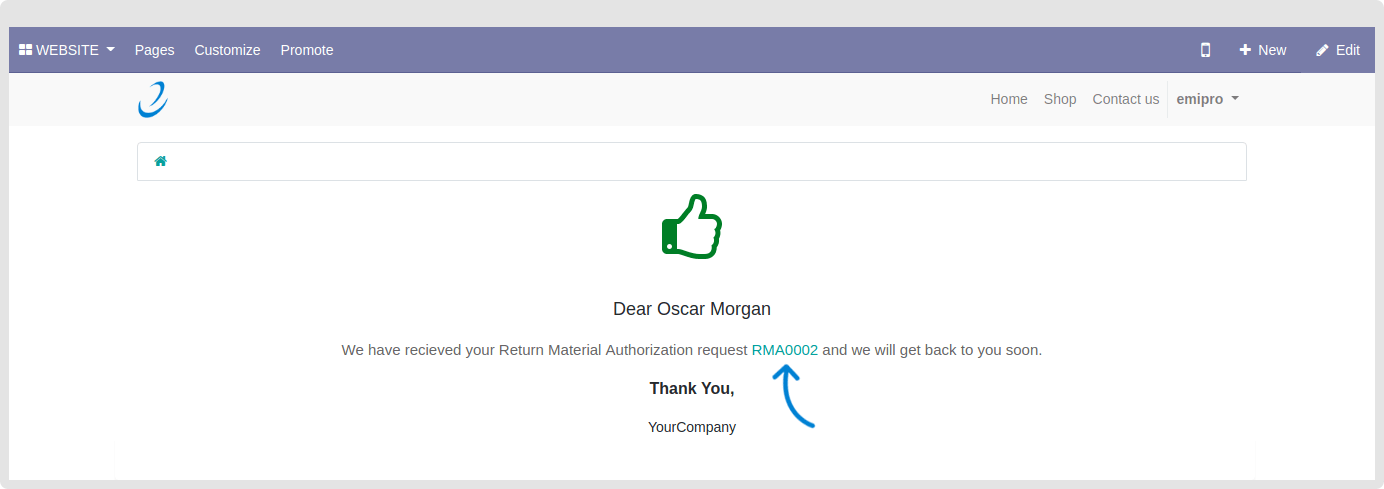 WEBSITE Pages Customize Promote New Edit
Home Shop Contact us emipro
Dear Oscar Morgan
We have recieved your Return Material Authorization request RMA0002 and we will get back to you soon.
Thank You,
YourCompany